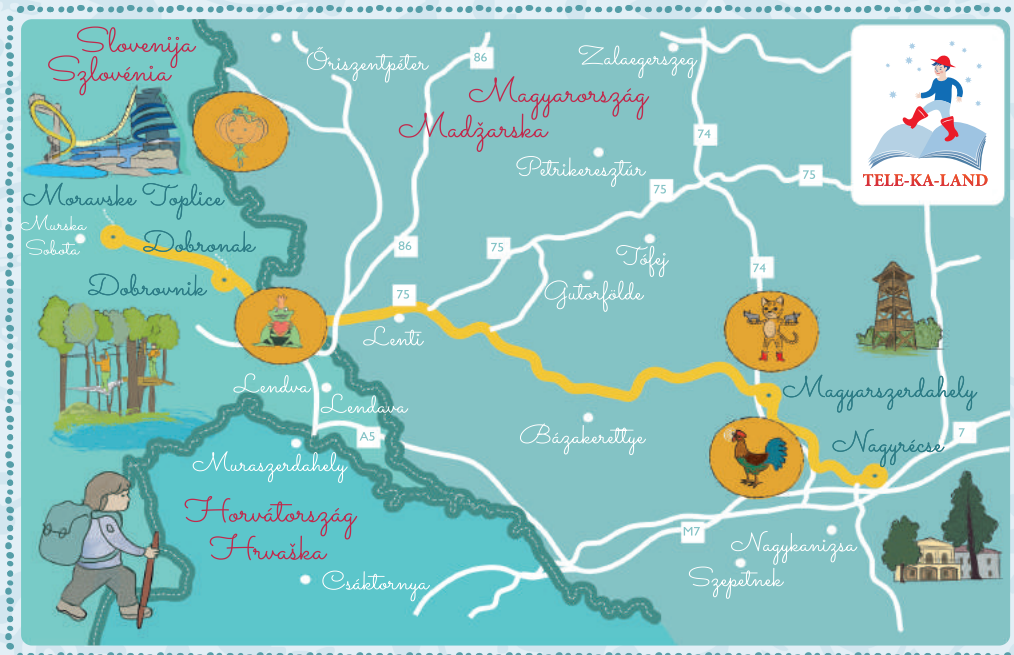 Slovenija
Szlovénia
Őriszentpéter
86
Zalaegerszeg
Magyarország
Madžarska
74
TELE-KA-LAND
Petrikeresztúr
75
75
Moravske Toplice
Murska
Sobota
Dobronak
86
75
Tófej
74
Dobrovnik
Gutorfölde
75
Lenti
Lendva
Lendava
Magyarszerdahely
A5
Bázakerettye
Nagyrécse
7
Muraszerdahely
Horvátország
Hrvaška
M7
Nagykanizsa
Szepetnek
Csáktornya